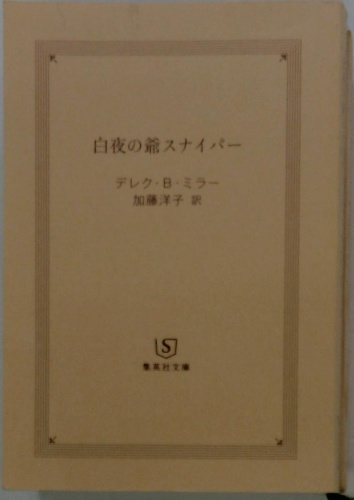 白夜の爺スナイパー
デレク・B・ミラー
加藤洋子 訳
S
集英社文庫